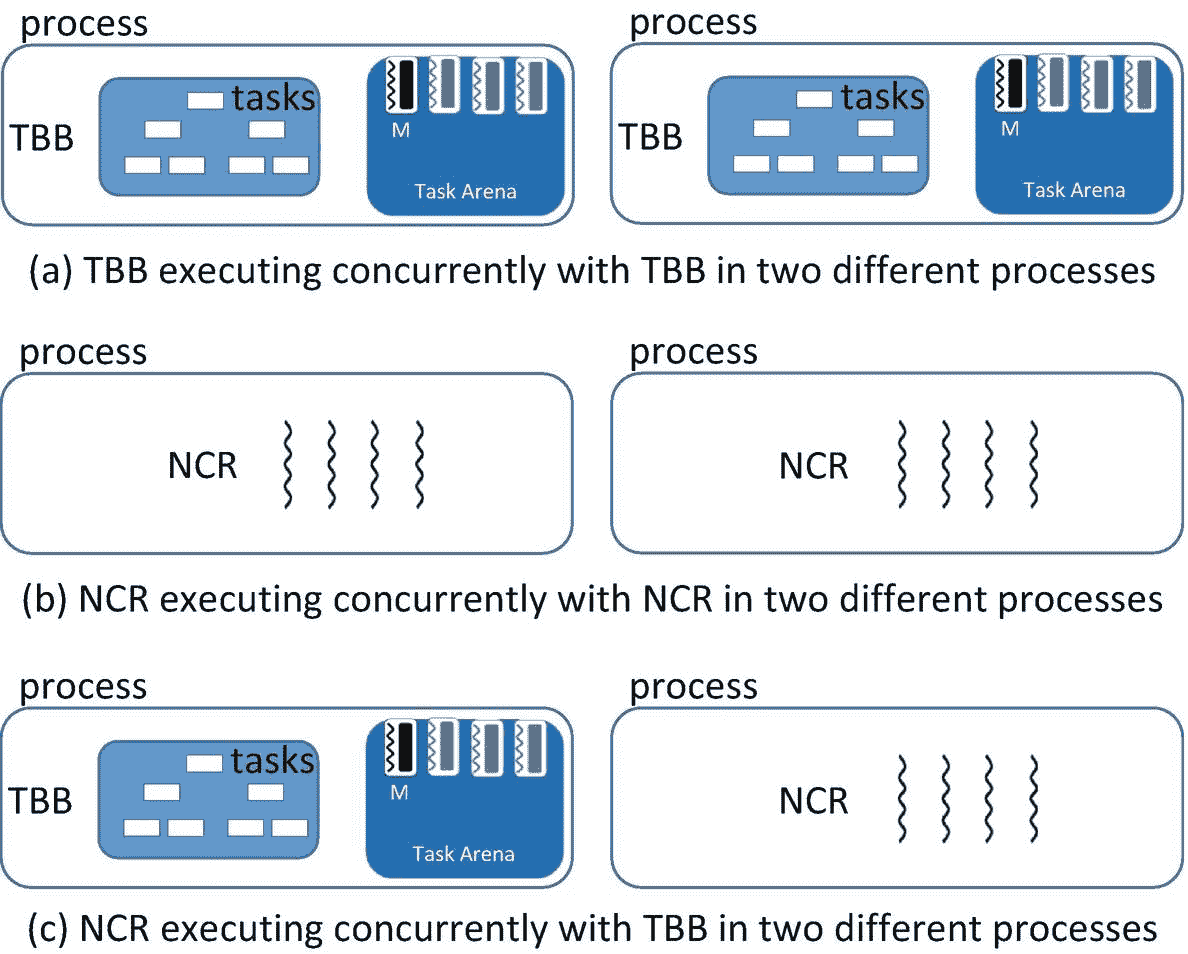 process
process
TBB
tasks
M
Task Arena
TBB
tasks
M
Task Arena
(a) TBB executing concurrently with TBB in two different processes
process
process
NCR
NCR
(b) NCR executing concurrently with NCR in two different processes
process
process
TBB
tasks
M
Task Arena
NCR
(c) NCR executing concurrently with TBB in two different processes